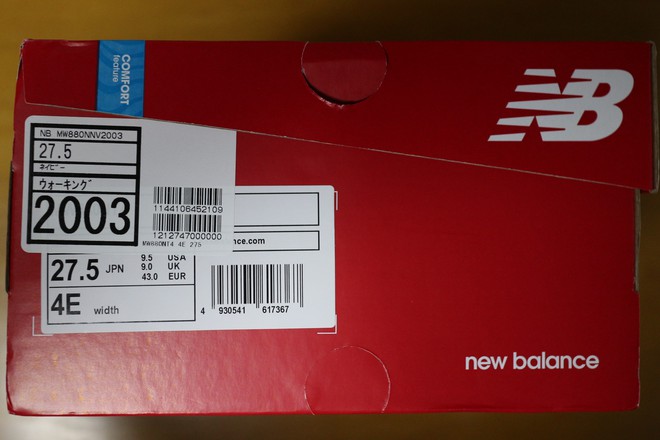 COMFORT
feature
NB
NB MW880NNV2003
27.5
ネイビー
ウォーキング
2003
1144106452109
1212747000000
MW880NT4 4E 275
balance.com
27.5 JPN
9.5 USA
9.0 UK
43.0 EUR
4E width
4 930541 617367
new balance